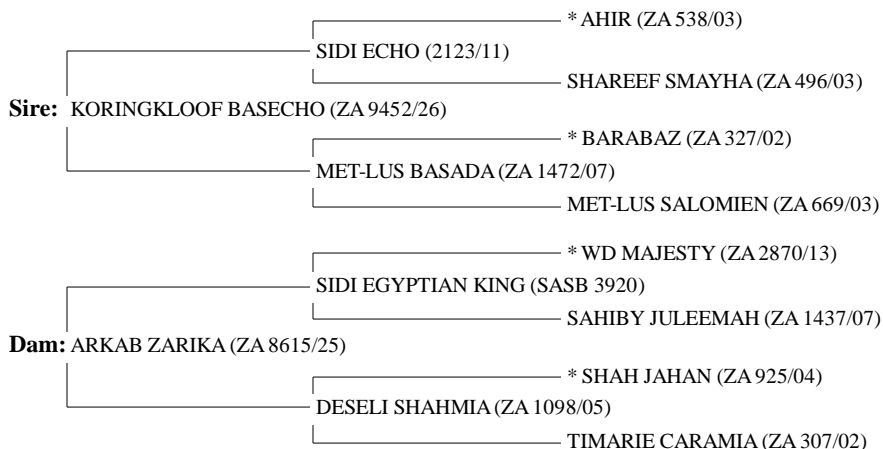 * AHIR (ZA 538/03)
SIDI ECHO (2123/11)
SHAREEF SMAYHA (ZA 496/03)
Sire: KORINGKLOOF BASECHO (ZA 9452/26)
* BARABAZ (ZA 327/02)
MET-LUS BASADA (ZA 1472/07)
MET-LUS SALOMIEN (ZA 669/03)
* WD MAJESTY (ZA 2870/13)
SIDI EGYPTIAN KING (SASB 3920)
SAHIBY JULEEMAH (ZA 1437/07)
Dam: ARKAB ZARIKA (ZA 8615/25)
* SHAH JAHAN (ZA 925/04)
DESELI SHAHMIA (ZA 1098/05)
TIMARIE CARAMIA (ZA 307/02)